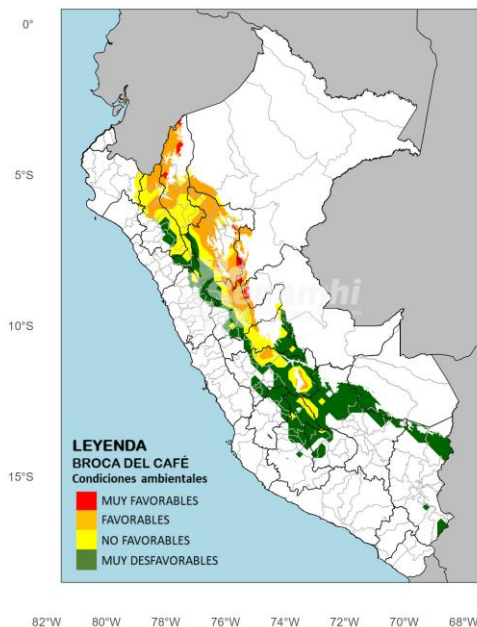 0°
5°S
10°S
15°S
LEYENDA
BROCA DEL CAFÉ
Condiciones ambientales
MUY FAVORABLES
FAVORABLES
NO FAVORABLES
MUY DESFAVORABLES
82°W 80°W 78°W 76°W 74°W 72°W 70°W 68°W